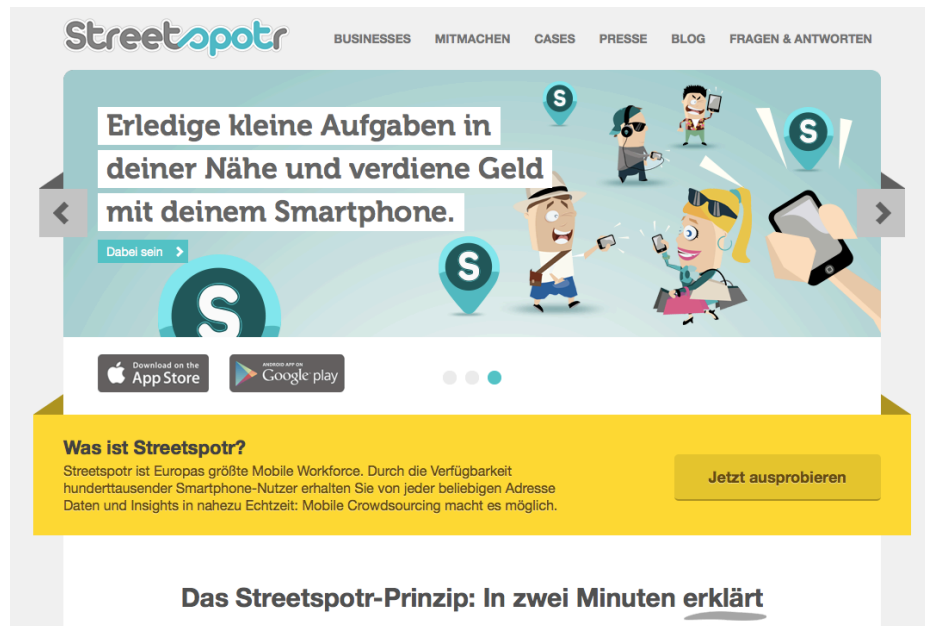 Streetspotr
BUSINESSES MITMACHEN CASES PRESSE BLOG FRAGEN & ANTWORTEN
Erledige kleine Aufgaben in
deiner Nähe und verdiene Geld
mit deinem Smartphone.
Dabei sein
S
S
S
S
Download on the
App Store
ANDROID APP ON
Google play
Was ist Streetspotr?
Streetspotr ist Europas größte Mobile Workforce. Durch die Verfügbarkeit
hunderttausender Smartphone-Nutzer erhalten Sie von jeder beliebigen Adresse
Daten und Insights in nahezu Echtzeit: Mobile Crowdsourcing macht es möglich.
Jetzt ausprobieren
Das Streetspotr-Prinzip: In zwei Minuten erklärt